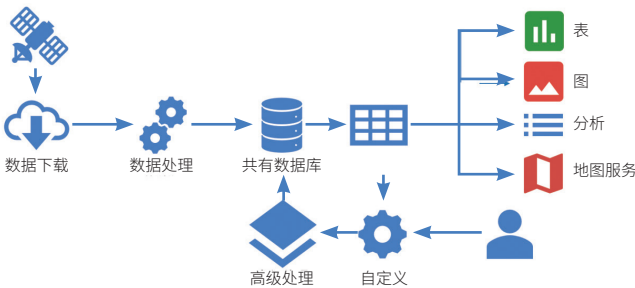 表
图
分析
地图服务
数据下载
数据处理
共有数据库
高级处理
自定义